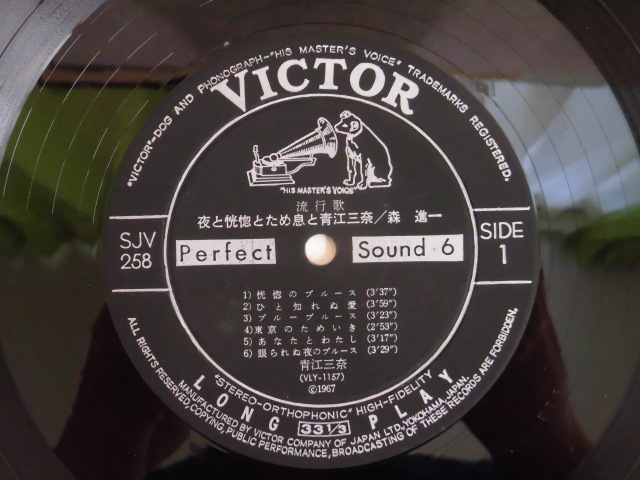 "VICTOR"-DOG AND PHONOGRAPH-"HIS MASTER'S VOICE" TRADEMARKS REGISTERED.
VICTOR
"HIS MASTER'S VOICE"
流行歌
夜と恍惚とため息と青江三奈／森 進一
SJV
258
Perfect Sound 6
SIDE
1
1) 恍惚のブルース (3'37")
2) ひと知れぬ愛 (3'59")
3) ブルーブルース (3'23")
4) 東京のためいき (2'53")
5) あなたとわたし (3'17")
6) 眠られぬ夜のブルース (3'29")
青江三奈
(VLY-1157)
©1967
"STEREO-ORTHOPHONIC" HIGH-FIDELITY
LONG 33 1/3 PLAY
MANUFACTURED BY VICTOR COMPANY OF JAPAN LTD., YOKOHAMA, JAPAN.
ALL RIGHTS RESERVED/COPYING, PUBLIC PERFORMANCE, BROADCASTING OF THESE RECORDS ARE FORBIDDEN.